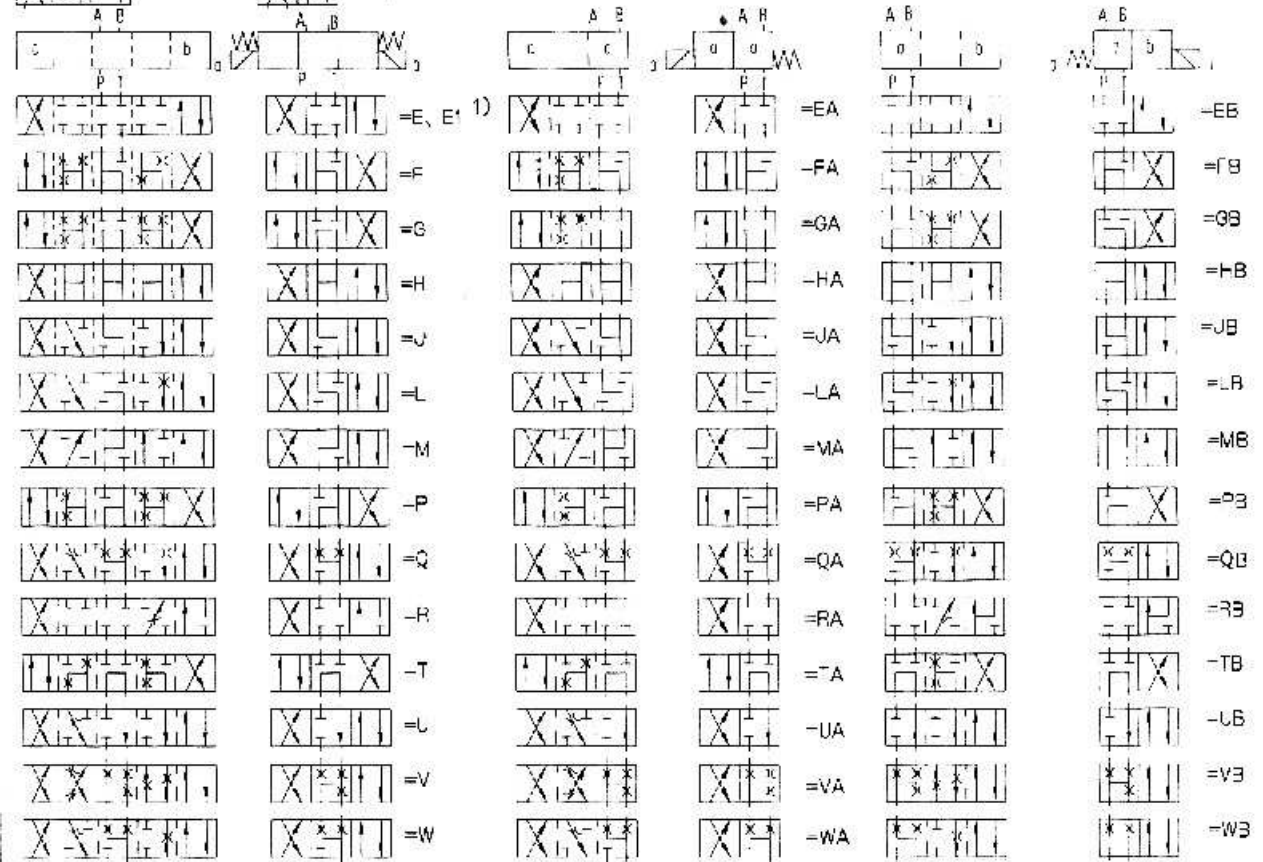 A B A B A B A B A B A B
a b
=E、E1 1) =EA =EB
=F =FA =FB
=G =GA =GB
=H =HA =HB
=J =JA =JB
=L =LA =LB
=M =MA =MB
=P =PA =PB
=Q =QA =QB
=R =RA =RB
=T =TA =TB
=U =UA =UB
=V =VA =VB
=W =WA =WB